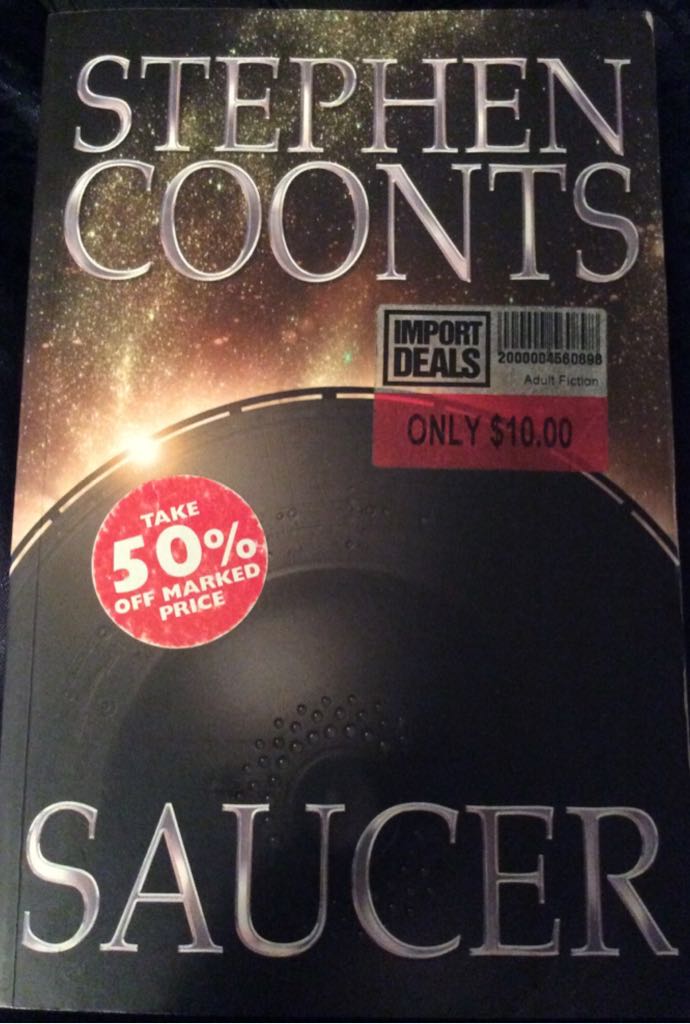 STEPHEN
COONTS
IMPORT
DEALS
2000004560898
Adult Fiction
ONLY $10.00
TAKE
50%
OFF MARKED
PRICE
SAUCER